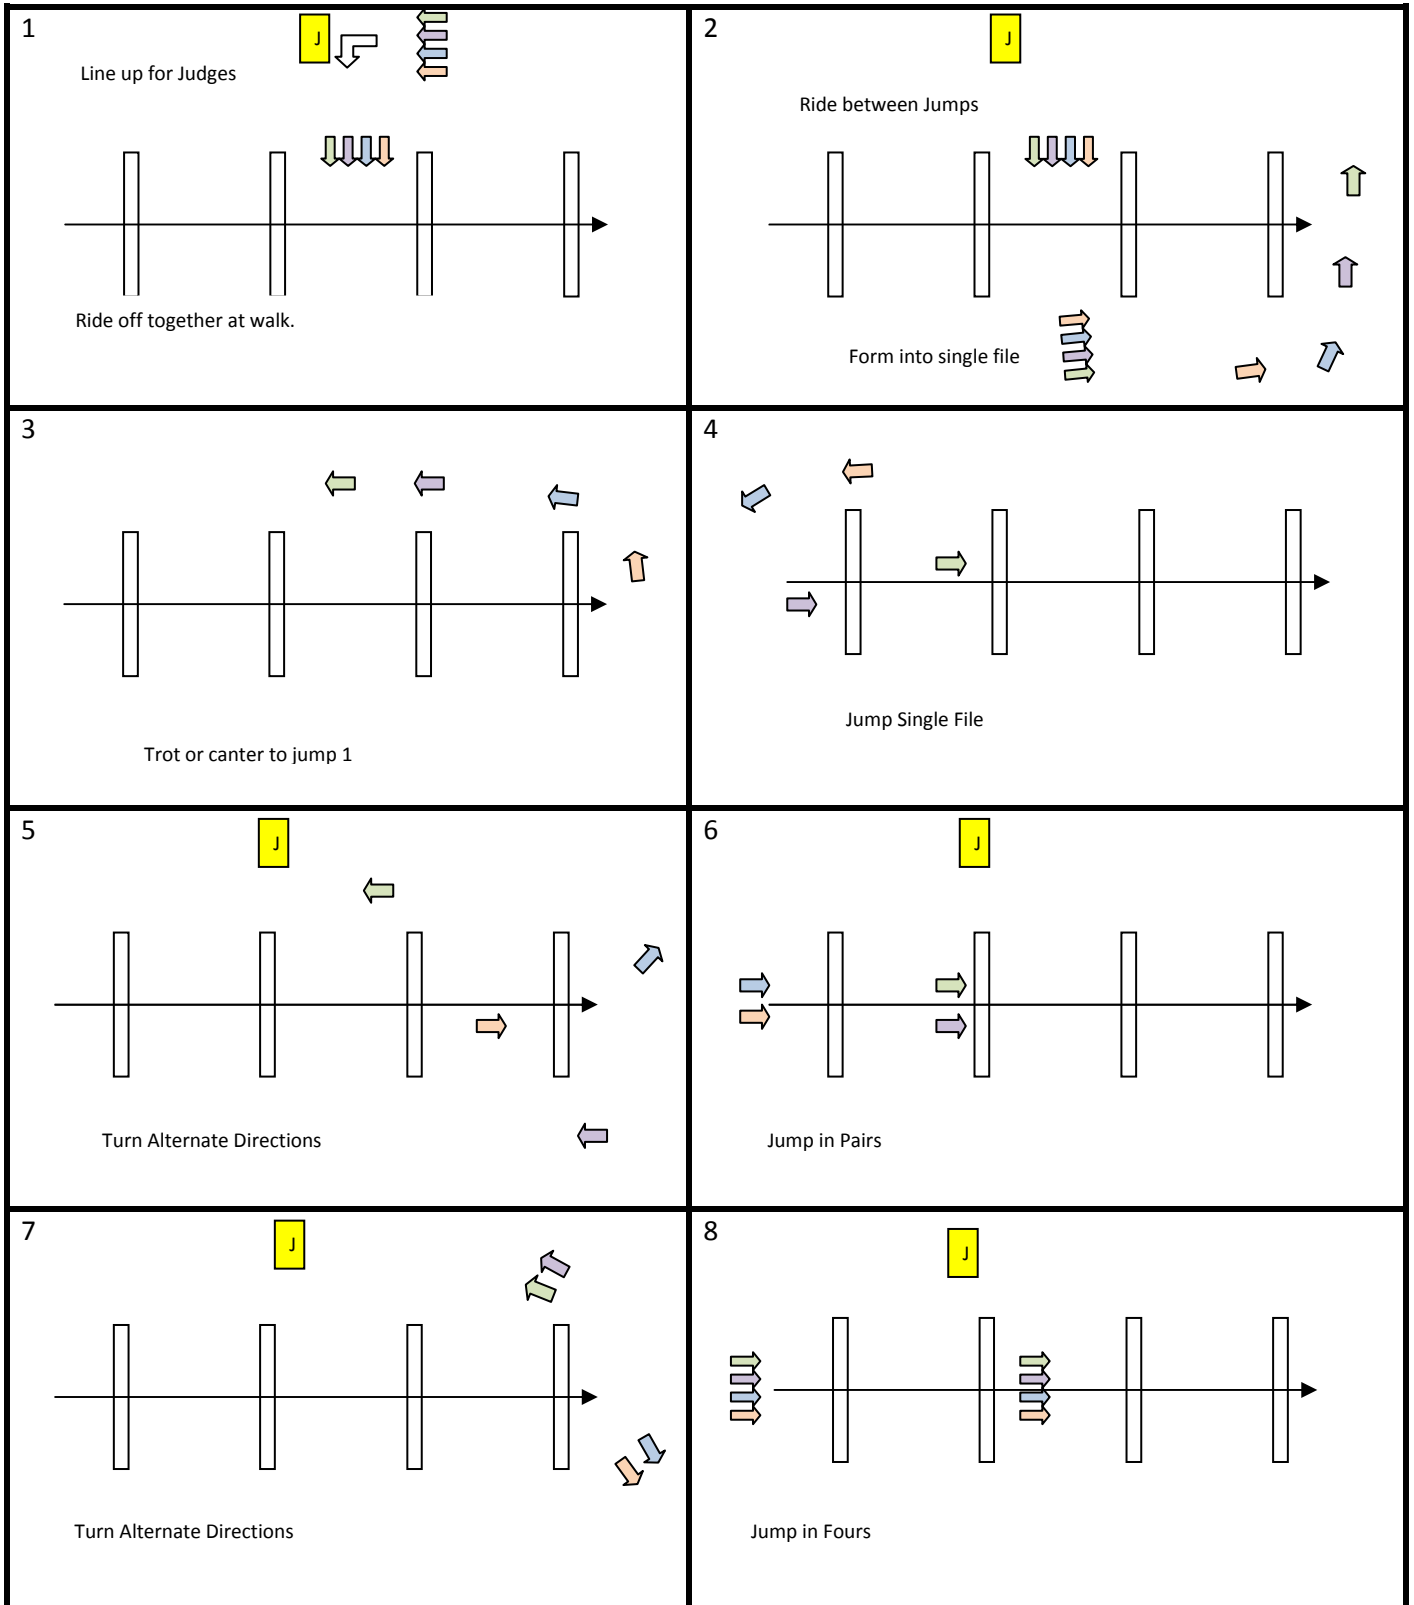 1
J
Line up for Judges
Ride off together at walk.
2
J
Ride between Jumps
Form into single file
3
Trot or canter to jump 1
4
Jump Single File
5
J
Turn Alternate Directions
6
J
Jump in Pairs
7
J
Turn Alternate Directions
8
J
Jump in Fours